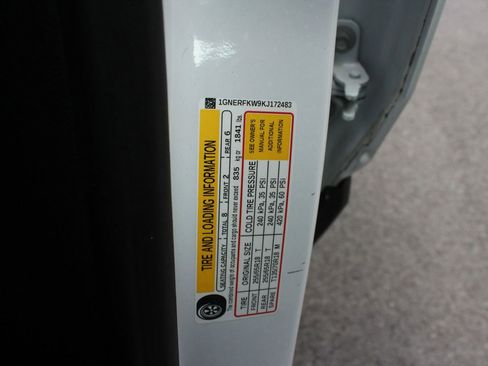 1GNERFKW9KJ172483
TIRE AND LOADING INFORMATION
SEATING CAPACITY TOTAL 8 FRONT 2 REAR 6
The combined weight of occupants and cargo should never exceed 835 kg or 1841 lbs.
TIRE ORIGINAL SIZE COLD TIRE PRESSURE
FRONT 255/65R18 T 240 kPa, 35 PSI
REAR 255/65R18 T 240 kPa, 35 PSI
SPARE T135/70R18 M 420 kPa, 60 PSI
SEE OWNER'S
MANUAL FOR
ADDITIONAL
INFORMATION